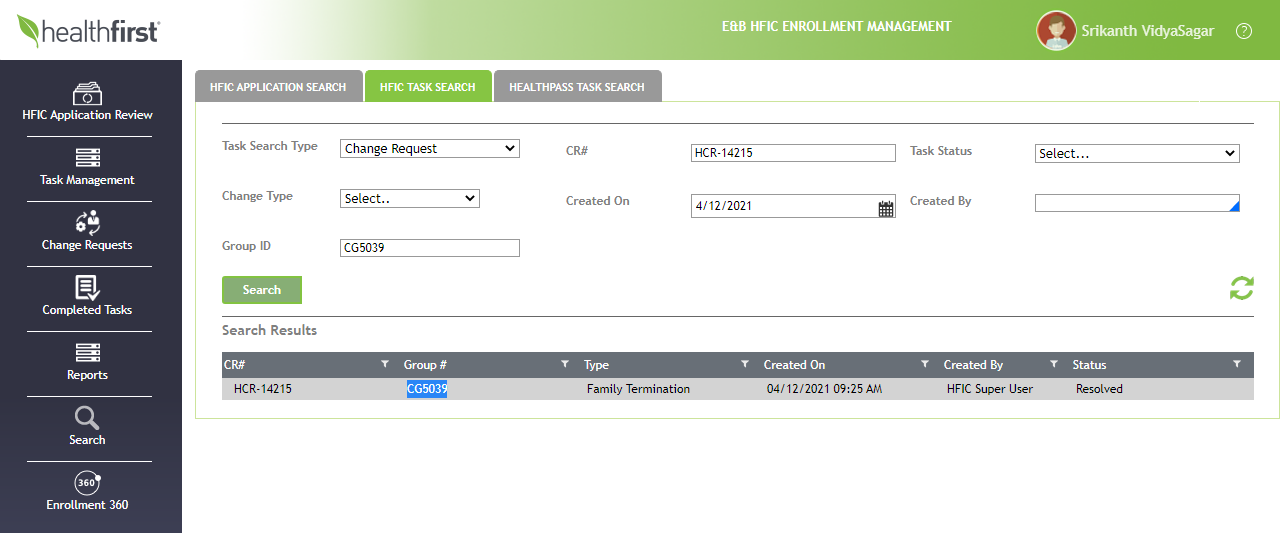 healthfirst
E&B HFIC ENROLLMENT MANAGEMENT
Srikanth VidyaSagar
?
HFIC Application Review
Task Management
Change Requests
Completed Tasks
Reports
Search
360
Enrollment 360
HFIC APPLICATION SEARCH HFIC TASK SEARCH HEALTHPASS TASK SEARCH
Task Search Type Change Request CR# HCR-14215 Task Status Select...
Change Type Select.. Created On 4/12/2021 Created By
Group ID CG5039
Search
Search Results
CR# Group # Type Created On Created By Status
HCR-14215 CG5039 Family Termination 04/12/2021 09:25 AM HFIC Super User Resolved